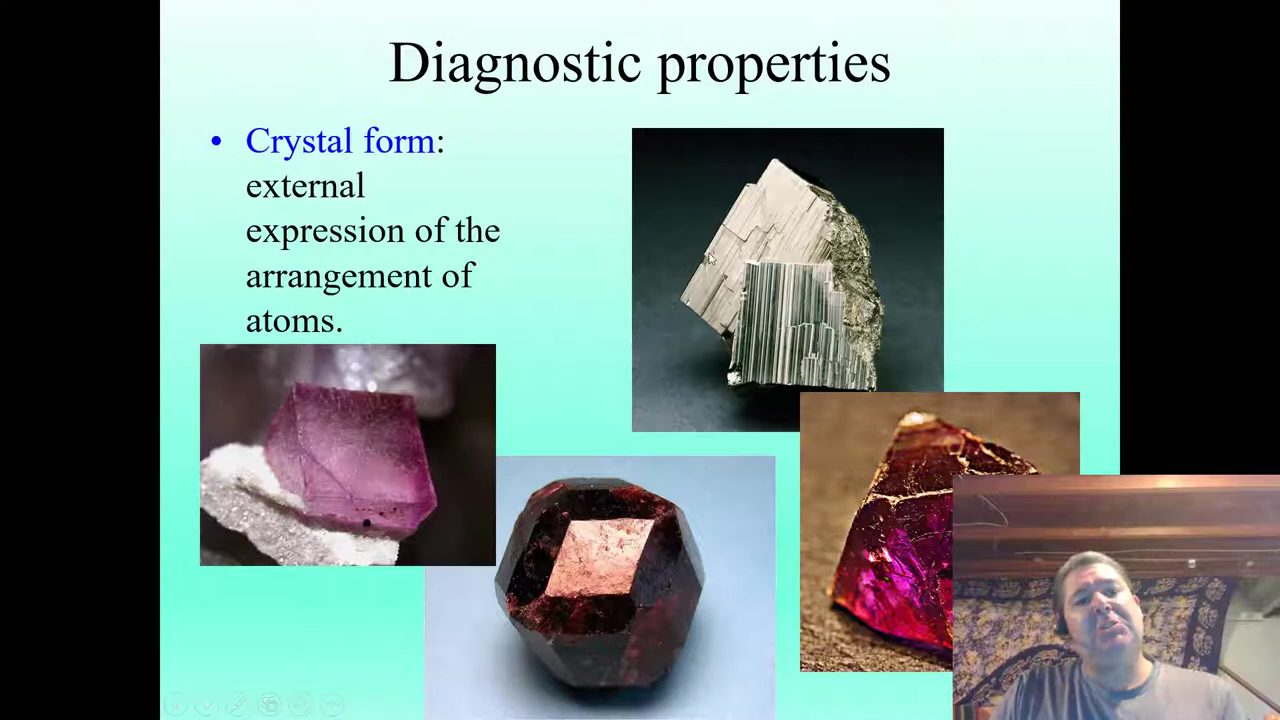 Diagnostic properties
• Crystal form:
external
expression of the
arrangement of
atoms.